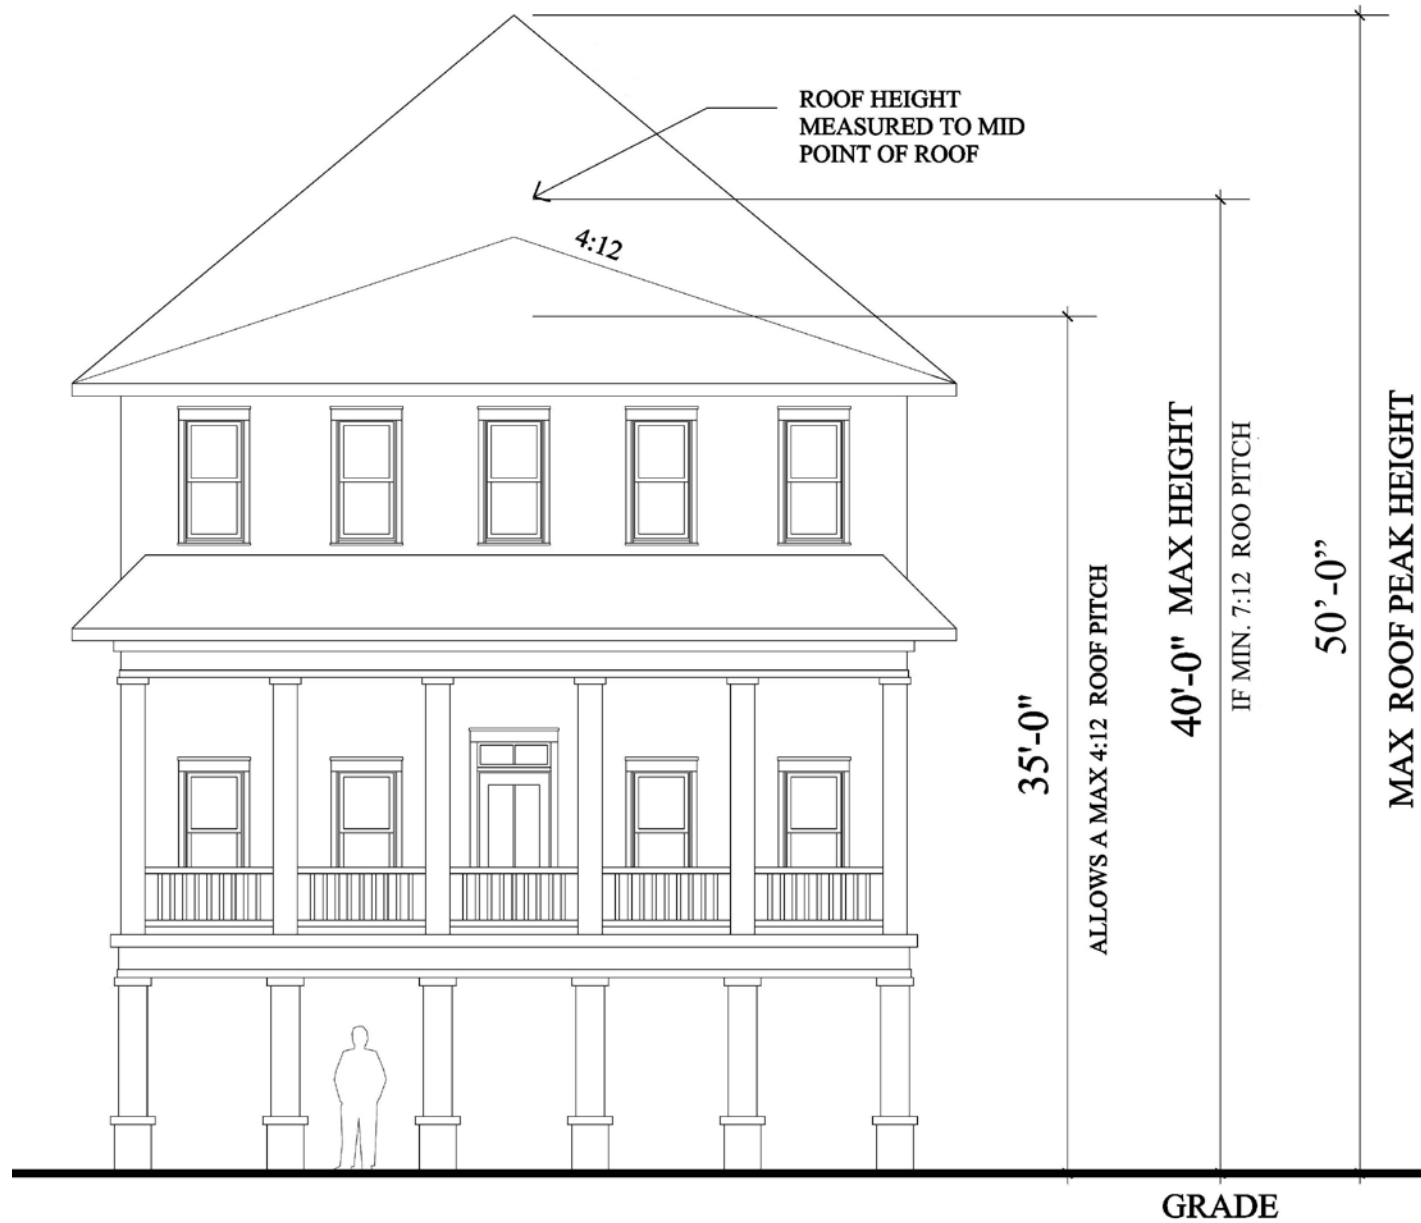 ROOF HEIGHT
MEASURED TO MID
POINT OF ROOF
4:12
35'-0"
ALLOWS A MAX 4:12 ROOF PITCH
40'-0" MAX HEIGHT
IF MIN. 7:12 ROO PITCH
50’-0”
MAX ROOF PEAK HEIGHT
GRADE